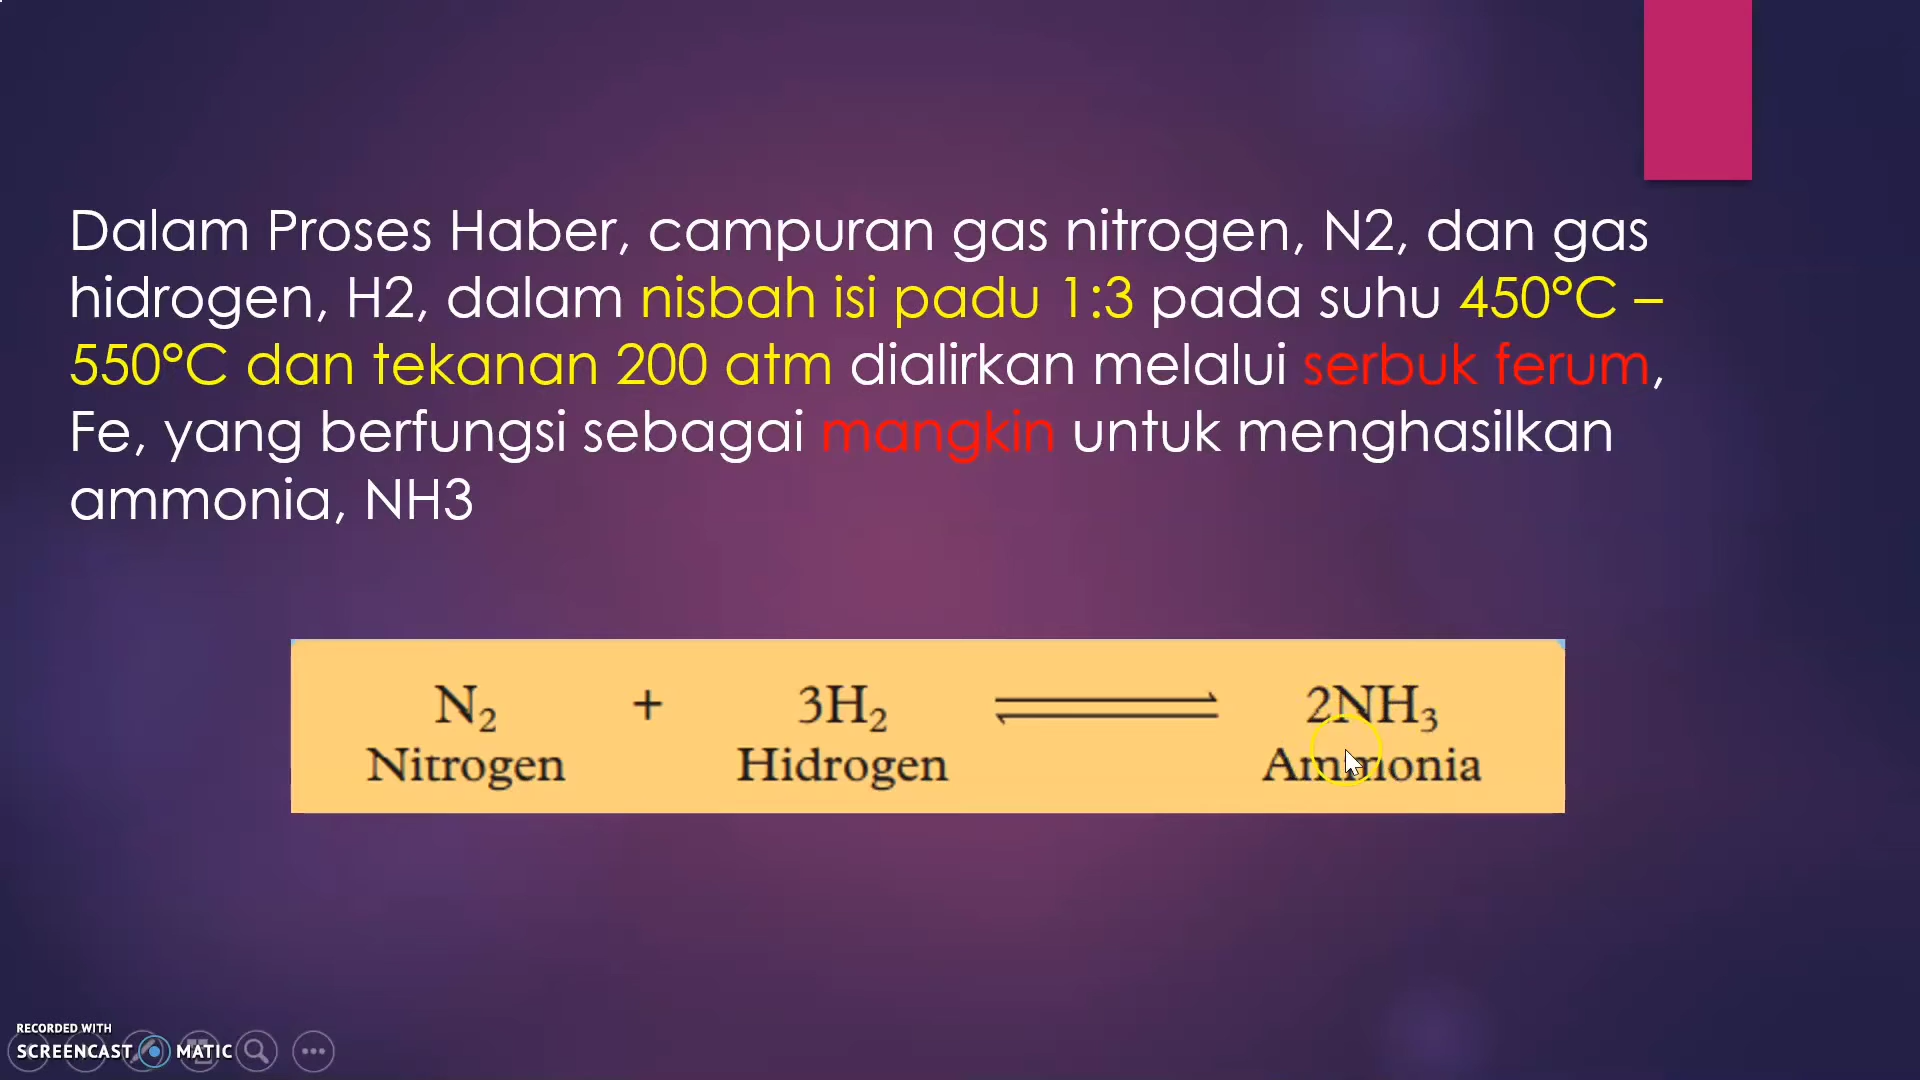 Dalam Proses Haber, campuran gas nitrogen, N2, dan gas
hidrogen, H2, dalam nisbah isi padu 1:3 pada suhu 450°C –
550°C dan tekanan 200 atm dialirkan melalui serbuk ferum,
Fe, yang berfungsi sebagai mangkin untuk menghasilkan
ammonia, NH3
N₂ + 3H₂ ⇌ 2NH₃
Nitrogen Hidrogen Ammonia
RECORDED WITH
SCREENCAST MATIC